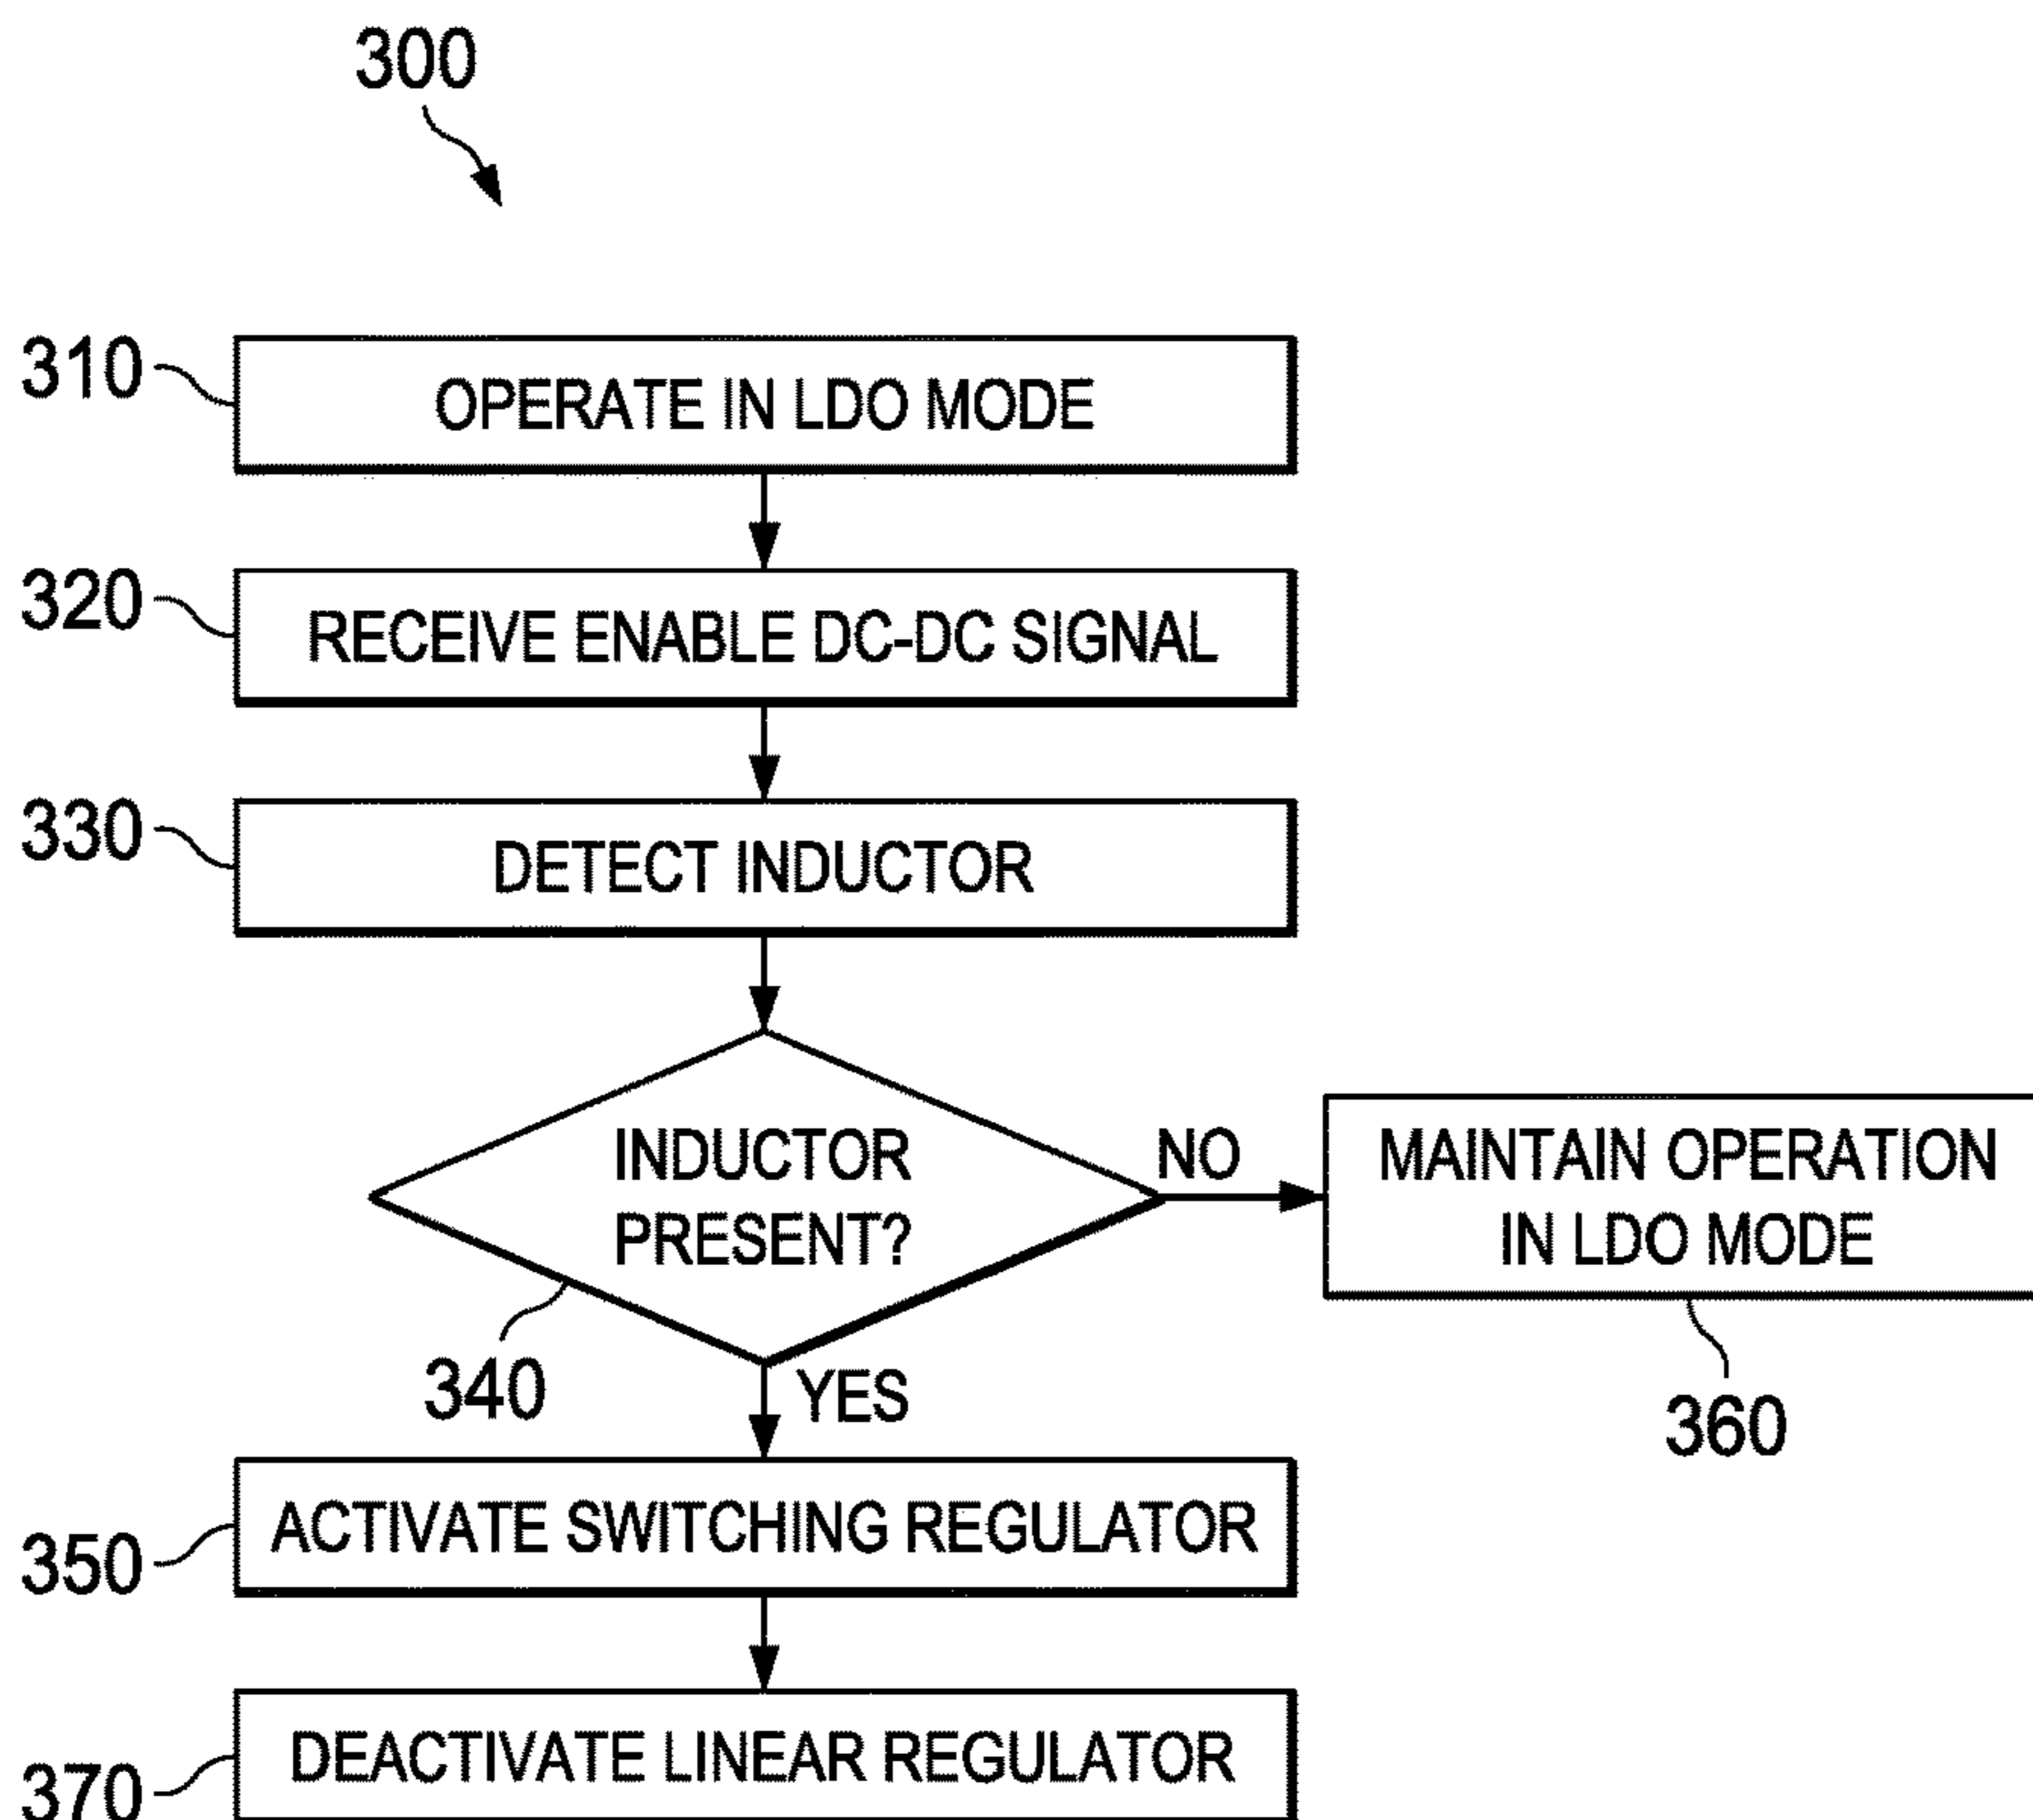 300
310
OPERATE IN LDO MODE
320
RECEIVE ENABLE DC-DC SIGNAL
330
DETECT INDUCTOR
INDUCTOR
PRESENT?
NO
MAINTAIN OPERATION
IN LDO MODE
340
YES
360
350
ACTIVATE SWITCHING REGULATOR
370
DEACTIVATE LINEAR REGULATOR